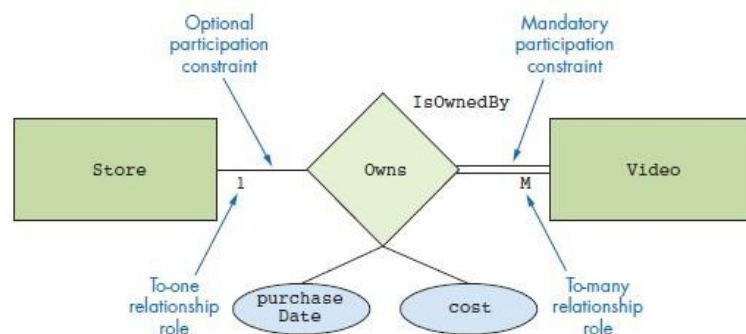 Optional
participation
constraint
Mandatory
participation
constraint
IsOwnedBy
Store
1
Owns
M
Video
To-one
relationship
role
purchase
Date
cost
To-many
relationship
role